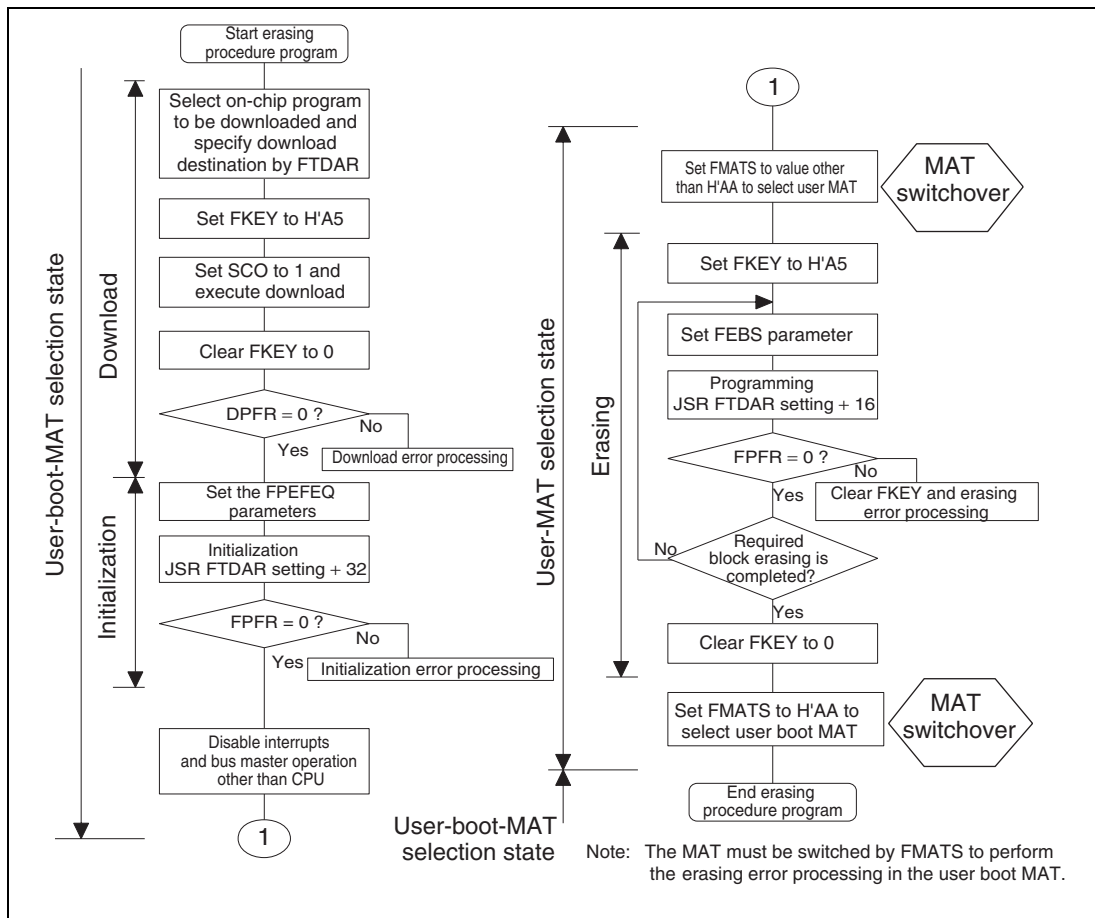 Start erasing
procedure program
Select on-chip program
to be downloaded and
specify download
destination by FTDAR
Set FKEY to H'A5
Set SCO to 1 and
execute download
Clear FKEY to 0
DPFR = 0 ?
No
Yes
Download error processing
Set the FPEFEQ
parameters
Initialization
JSR FTDAR setting + 32
FPFR = 0 ?
No
Yes
Initialization error processing
Disable interrupts
and bus master operation
other than CPU
1
User-boot-MAT selection state
Download
Initialization
1
Set FMATS to value other
than H'AA to select user MAT
MAT
switchover
Set FKEY to H'A5
Set FEBS parameter
Programming
JSR FTDAR setting + 16
FPFR = 0 ?
No
Yes
Clear FKEY and erasing
error processing
Required
block erasing is
completed?
No
Yes
Clear FKEY to 0
Set FMATS to H'AA to
select user boot MAT
MAT
switchover
End erasing
procedure program
User-MAT selection state
Erasing
User-boot-MAT
selection state
Note: The MAT must be switched by FMATS to perform
the erasing error processing in the user boot MAT.